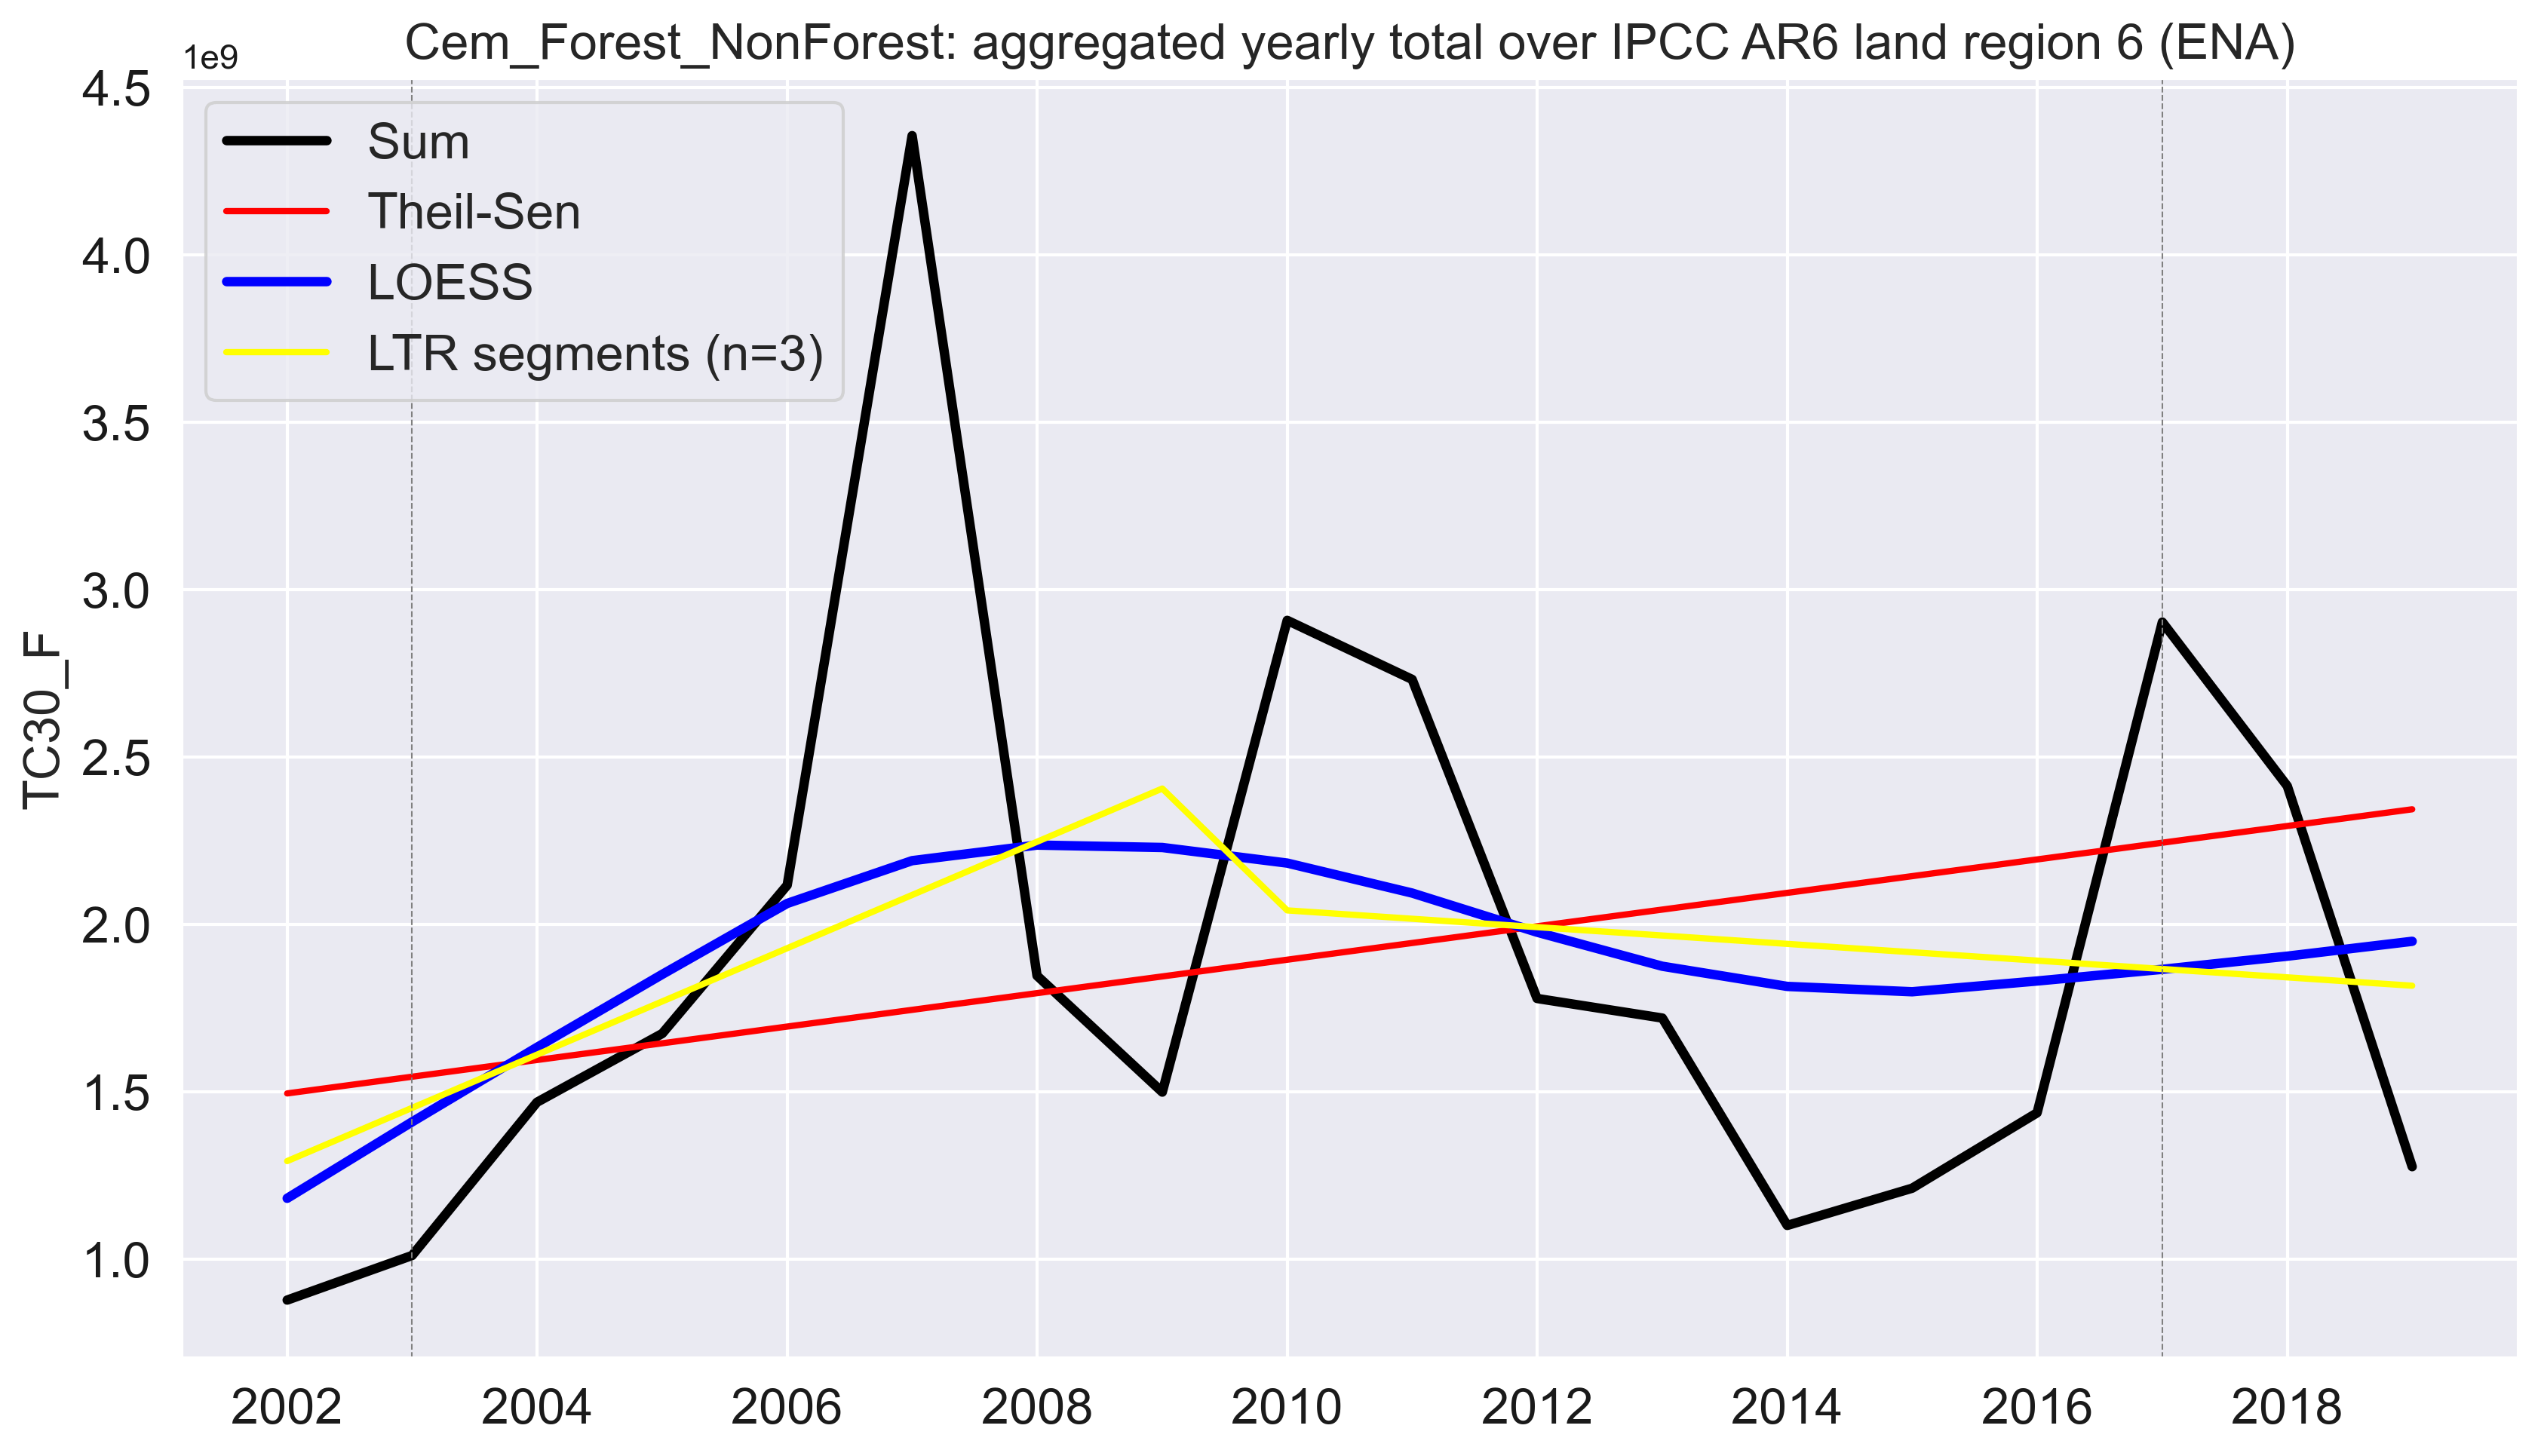 Cem_Forest_NonForest: aggregated yearly total over IPCC AR6 land region 6 (ENA)
1e9
4.5
4.0
3.5
3.0
2.5
2.0
1.5
1.0
TC30_F
Sum
Theil-Sen
LOESS
LTR segments (n=3)
2002
2004
2006
2008
2010
2012
2014
2016
2018